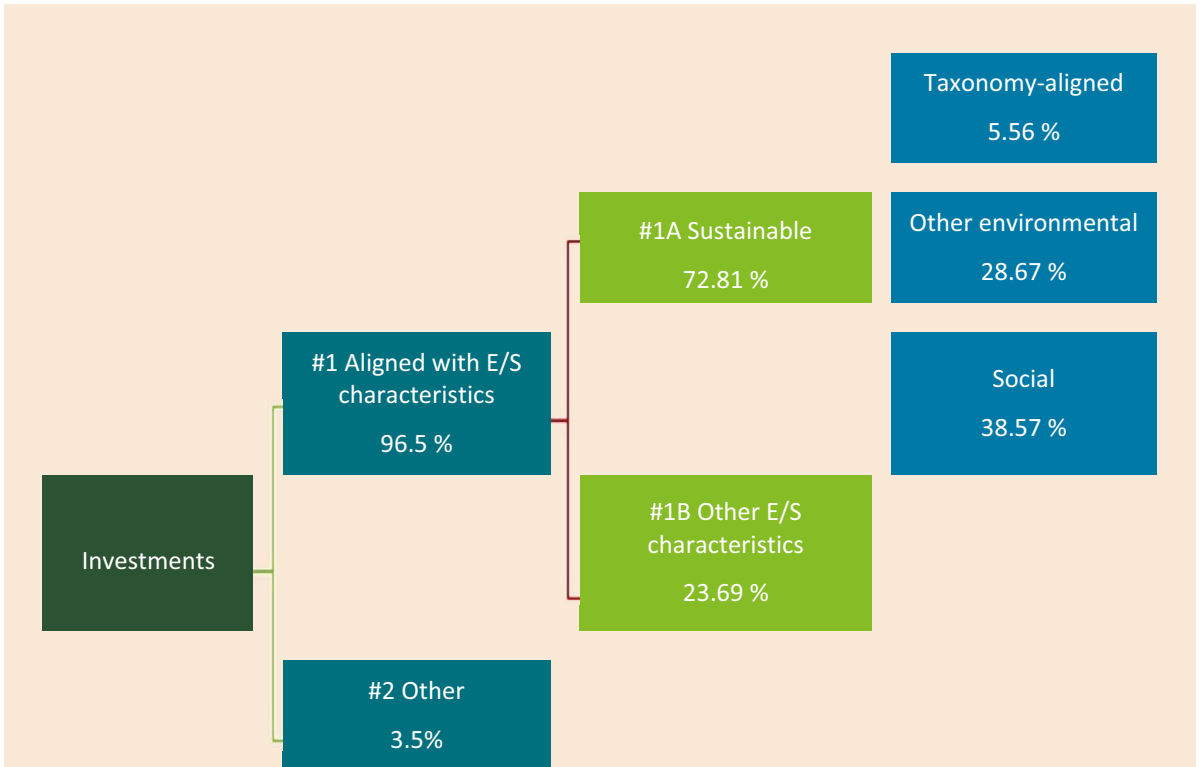 Taxonomy-aligned
5.56 %
#1A Sustainable
72.81 %
Other environmental
28.67 %
#1 Aligned with E/S
characteristics
96.5 %
Social
38.57 %
Investments
#1B Other E/S
characteristics
23.69 %
#2 Other
3.5%